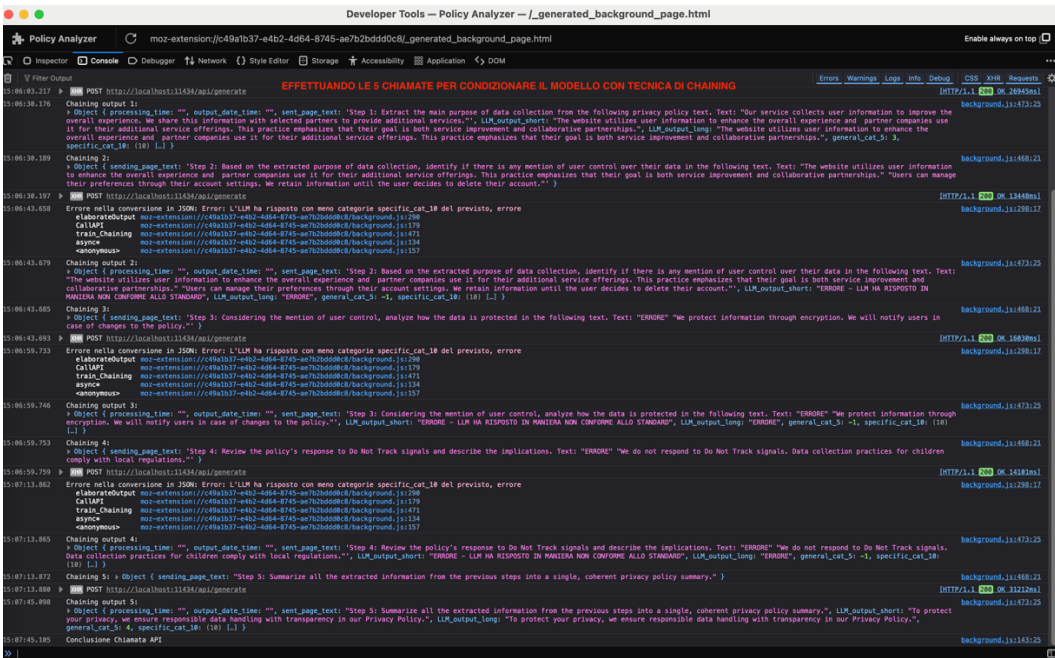 Developer Tools — Policy Analyzer — /_generated_background_page.html
Policy Analyzer moz-extension://c49a1b37-e4b2-4d64-8745-ae7b2bddd0c8/_generated_background_page.html Enable always on top
Inspector Console Debugger Network {} Style Editor Storage Accessibility Application DOM
Filter Output EFFETTUANDO LE 5 CHIAMATE PER CONDIZIONARE IL MODELLO CON TECNICA DI CHAINING Errors Warnings Logs Info Debug CSS XHR Requests
15:06:03.217 XHR POST http://localhost:11434/api/generate [HTTP/1.1 200 OK 26945ms]
15:06:30.176 Chaining output 1: background.js:473:25
Object { processing_time: "", output_date_time: "", sent_page_text: 'Step 1: Extract the main purpose of data collection from the following privacy policy text. Text: "Our service collects user information to improve the
overall experience. We share this information with selected partners to provide additional services."', LLM_output_short: "The website utilizes user information to enhance the overall experience and partner companies use
it for their additional service offerings. This practice emphasizes that their goal is both service improvement and collaborative partnerships.", LLM_output_long: "The website utilizes user information to enhance the
overall experience and partner companies use it for their additional service offerings. This practice emphasizes that their goal is both service improvement and collaborative partnerships.", general_cat_5: 3,
specific_cat_10: (10) […] }
15:06:30.189 Chaining 2: background.js:468:21
Object { sending_page_text: 'Step 2: Based on the extracted purpose of data collection, identify if there is any mention of user control over their data in the following text. Text: "The website utilizes user information
to enhance the overall experience and partner companies use it for their additional service offerings. This practice emphasizes that their goal is both service improvement and collaborative partnerships." "Users can manage
their preferences through their account settings. We retain information until the user decides to delete their account."' }
15:06:30.197 XHR POST http://localhost:11434/api/generate [HTTP/1.1 200 OK 13448ms]
15:06:43.658 Errore nella conversione in JSON: Error: L'LLM ha risposto con meno categorie specific_cat_10 del previsto, errore background.js:298:17
elaborateOutput moz-extension://c49a1b37-e4b2-4d64-8745-ae7b2bddd0c8/background.js:290
CallAPI moz-extension://c49a1b37-e4b2-4d64-8745-ae7b2bddd0c8/background.js:179
train_Chaining moz-extension://c49a1b37-e4b2-4d64-8745-ae7b2bddd0c8/background.js:471
async* moz-extension://c49a1b37-e4b2-4d64-8745-ae7b2bddd0c8/background.js:134
<anonymous> moz-extension://c49a1b37-e4b2-4d64-8745-ae7b2bddd0c8/background.js:157
15:06:43.679 Chaining output 2: background.js:473:25
Object { processing_time: "", output_date_time: "", sent_page_text: 'Step 2: Based on the extracted purpose of data collection, identify if there is any mention of user control over their data in the following text. Text:
"The website utilizes user information to enhance the overall experience and partner companies use it for their additional service offerings. This practice emphasizes that their goal is both service improvement and
collaborative partnerships." "Users can manage their preferences through their account settings. We retain information until the user decides to delete their account."', LLM_output_short: "ERRORE - LLM HA RISPOSTO IN
MANIERA NON CONFORME ALLO STANDARD", LLM_output_long: "ERRORE", general_cat_5: -1, specific_cat_10: (10) […] }
15:06:43.685 Chaining 3: background.js:468:21
Object { sending_page_text: 'Step 3: Considering the mention of user control, analyze how the data is protected in the following text. Text: "ERRORE" "We protect information through encryption. We will notify users in
case of changes to the policy."' }
15:06:43.693 XHR POST http://localhost:11434/api/generate [HTTP/1.1 200 OK 16030ms]
15:06:59.733 Errore nella conversione in JSON: Error: L'LLM ha risposto con meno categorie specific_cat_10 del previsto, errore background.js:298:17
elaborateOutput moz-extension://c49a1b37-e4b2-4d64-8745-ae7b2bddd0c8/background.js:290
CallAPI moz-extension://c49a1b37-e4b2-4d64-8745-ae7b2bddd0c8/background.js:179
train_Chaining moz-extension://c49a1b37-e4b2-4d64-8745-ae7b2bddd0c8/background.js:471
async* moz-extension://c49a1b37-e4b2-4d64-8745-ae7b2bddd0c8/background.js:134
<anonymous> moz-extension://c49a1b37-e4b2-4d64-8745-ae7b2bddd0c8/background.js:157
15:06:59.746 Chaining output 3: background.js:473:25
Object { processing_time: "", output_date_time: "", sent_page_text: 'Step 3: Considering the mention of user control, analyze how the data is protected in the following text. Text: "ERRORE" "We protect information through
encryption. We will notify users in case of changes to the policy."', LLM_output_short: "ERRORE - LLM HA RISPOSTO IN MANIERA NON CONFORME ALLO STANDARD", LLM_output_long: "ERRORE", general_cat_5: -1, specific_cat_10: (10)
[…] }
15:06:59.753 Chaining 4: background.js:468:21
Object { sending_page_text: 'Step 4: Review the policy's response to Do Not Track signals and describe the implications. Text: "ERRORE" "We do not respond to Do Not Track signals. Data collection practices for children
comply with local regulations."' }
15:06:59.759 XHR POST http://localhost:11434/api/generate [HTTP/1.1 200 OK 14101ms]
15:07:13.862 Errore nella conversione in JSON: Error: L'LLM ha risposto con meno categorie specific_cat_10 del previsto, errore background.js:298:17
elaborateOutput moz-extension://c49a1b37-e4b2-4d64-8745-ae7b2bddd0c8/background.js:290
CallAPI moz-extension://c49a1b37-e4b2-4d64-8745-ae7b2bddd0c8/background.js:179
train_Chaining moz-extension://c49a1b37-e4b2-4d64-8745-ae7b2bddd0c8/background.js:471
async* moz-extension://c49a1b37-e4b2-4d64-8745-ae7b2bddd0c8/background.js:134
<anonymous> moz-extension://c49a1b37-e4b2-4d64-8745-ae7b2bddd0c8/background.js:157
15:07:13.865 Chaining output 4: background.js:473:25
Object { processing_time: "", output_date_time: "", sent_page_text: 'Step 4: Review the policy's response to Do Not Track signals and describe the implications. Text: "ERRORE" "We do not respond to Do Not Track signals.
Data collection practices for children comply with local regulations."', LLM_output_short: "ERRORE - LLM HA RISPOSTO IN MANIERA NON CONFORME ALLO STANDARD", LLM_output_long: "ERRORE", general_cat_5: -1, specific_cat_10:
(10) […] }
15:07:13.872 Chaining 5: Object { sending_page_text: "Step 5: Summarize all the extracted information from the previous steps into a single, coherent privacy policy summary." } background.js:468:21
15:07:13.880 XHR POST http://localhost:11434/api/generate [HTTP/1.1 200 OK 31212ms]
15:07:45.098 Chaining output 5: background.js:473:25
Object { processing_time: "", output_date_time: "", sent_page_text: "Step 5: Summarize all the extracted information from the previous steps into a single, coherent privacy policy summary.", LLM_output_short: "To protect
your privacy, we ensure responsible data handling with transparency in our Privacy Policy.", LLM_output_long: "To protect your privacy, we ensure responsible data handling with transparency in our Privacy Policy.",
general_cat_5: 4, specific_cat_10: (10) […] }
15:07:45.105 Conclusione Chiamata API background.js:143:25